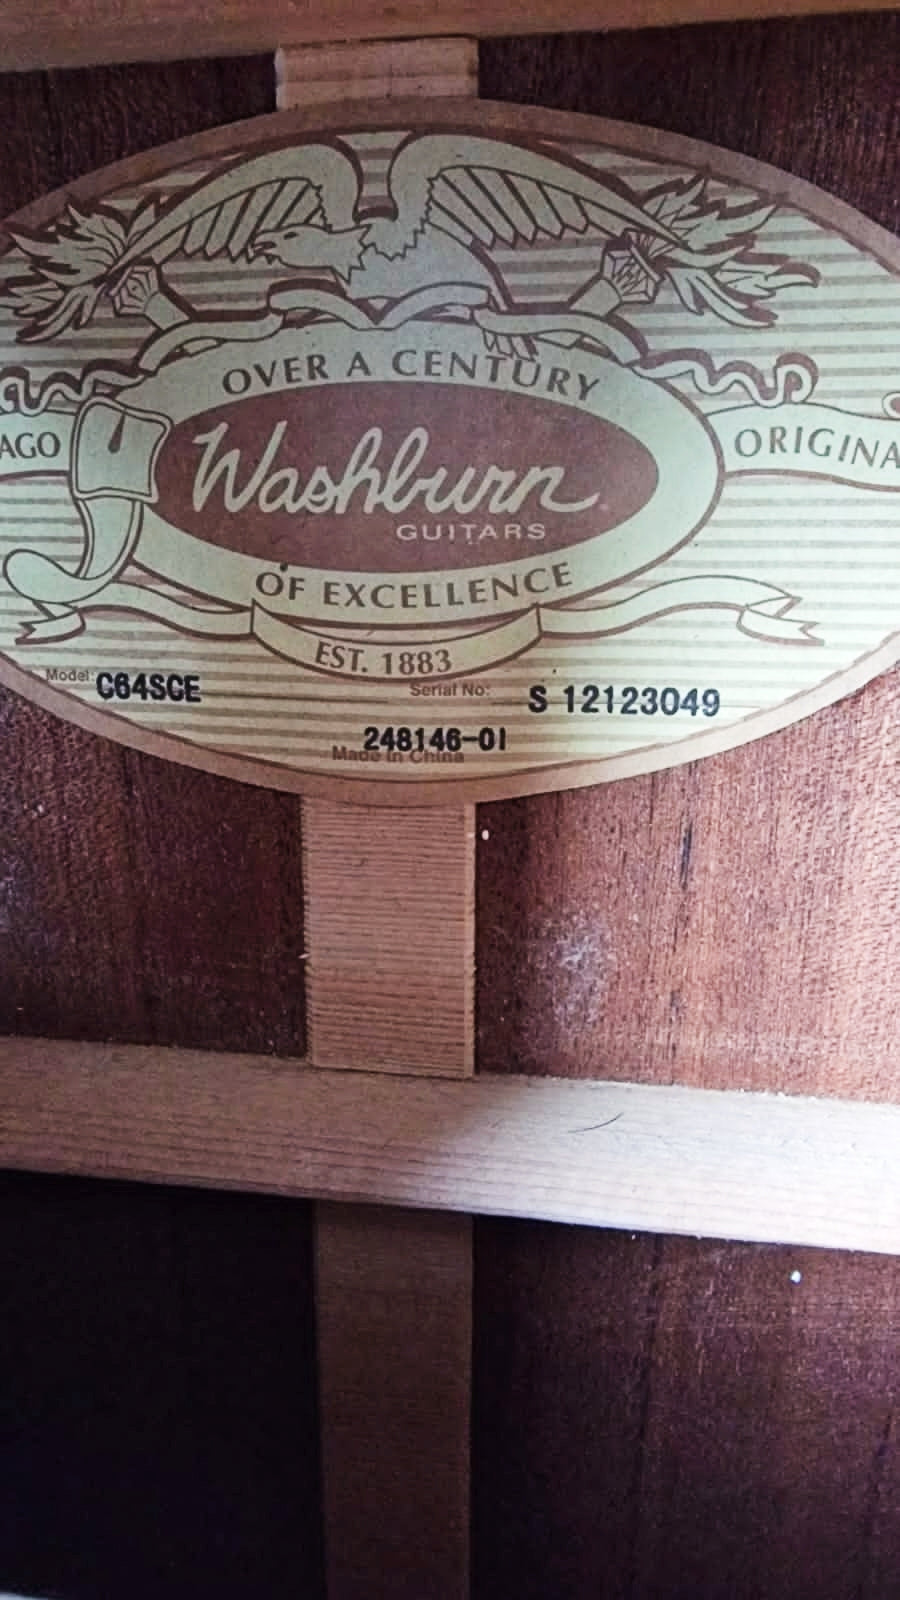 OVER A CENTURY
AGO
ORIGINA
Washburn
GUITARS
OF EXCELLENCE
EST. 1883
Model: C64SCE
Serial No: S 12123049
248146-01
Made in China